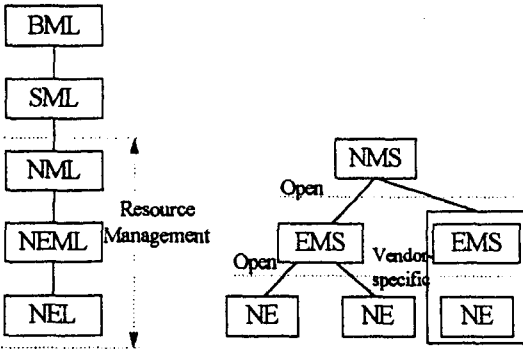 BML
SML
NML
Resource
Management
NEML
NEL
NMS
Open
EMS
Vendor
specific
EMS
Open
NE
NE
NE